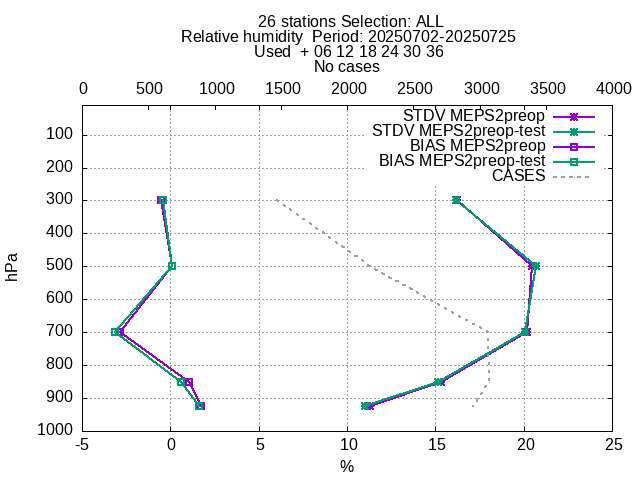 26 stations Selection: ALL
Relative humidity  Period: 20250702-20250725
Used  + 06 12 18 24 30 36
No cases
0 500 1000 1500 2000 2500 3000 3500 4000
STDV MEPS2preop
STDV MEPS2preop-test
BIAS MEPS2preop
BIAS MEPS2preop-test
CASES
100
200
300
400
500
600
700
800
900
1000
hPa
-5 0 5 10 15 20 25
%